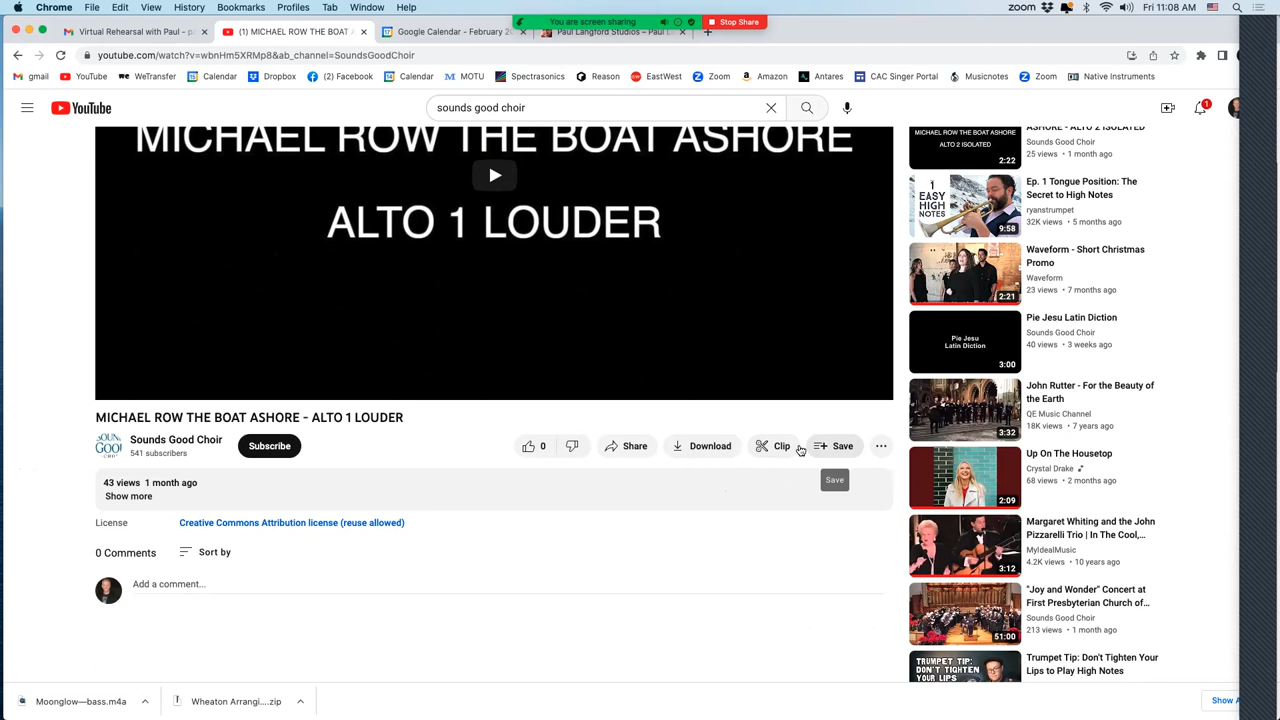 Chrome File Edit View History Bookmarks Profiles Tab Window Help
zoom Fri 11:08 AM
You are screen sharing Stop Share
Virtual Rehearsal with Paul - p
(1) MICHAEL ROW THE BOAT A
Google Calendar - February 20
Paul Langford Studios – Paul L
youtube.com/watch?v=wbnHm5XRMp8&ab_channel=SoundsGoodChoir
gmail YouTube WeTransfer Calendar Dropbox (2) Facebook Calendar MOTU Spectrasonics Reason EastWest Zoom Amazon Antares CAC Singer Portal Musicnotes Zoom Native Instruments
YouTube
sounds good choir
1
MICHAEL ROW THE BOAT ASHORE
ALTO 1 LOUDER
MICHAEL ROW THE BOAT ASHORE - ALTO 1 LOUDER
SOUNDS GOOD
Sounds Good Choir
541 subscribers
Subscribe
0
Share
Download
Clip
Save
Save
43 views 1 month ago
Show more
License Creative Commons Attribution license (reuse allowed)
0 Comments Sort by
Add a comment...
MICHAEL ROW THE BOAT ASHORE
ALTO 2 ISOLATED
2:22
ASHORE - ALTO 2 ISOLATED
Sounds Good Choir
25 views • 1 month ago
1 EASY HIGH NOTES
9:58
Ep. 1 Tongue Position: The
Secret to High Notes
ryanstrumpet
32K views • 5 months ago
2:21
Waveform - Short Christmas
Promo
Waveform
23 views • 7 months ago
Pie Jesu
Latin Diction
3:00
Pie Jesu Latin Diction
Sounds Good Choir
40 views • 3 weeks ago
3:32
John Rutter - For the Beauty of
the Earth
QE Music Channel
18K views • 7 years ago
2:09
Up On The Housetop
Crystal Drake
68 views • 2 months ago
3:12
Margaret Whiting and the John
Pizzarelli Trio | In The Cool,...
MyIdealMusic
4.2K views • 10 years ago
51:00
"Joy and Wonder" Concert at
First Presbyterian Church of...
Sounds Good Choir
213 views • 1 month ago
TRUMPET TIP:
DON'T TIGHTEN
YOUR LIPS
Trumpet Tip: Don't Tighten Your
Lips to Play High Notes
Moonglow—bass.m4a
Wheaton Arrangi....zip
Show A